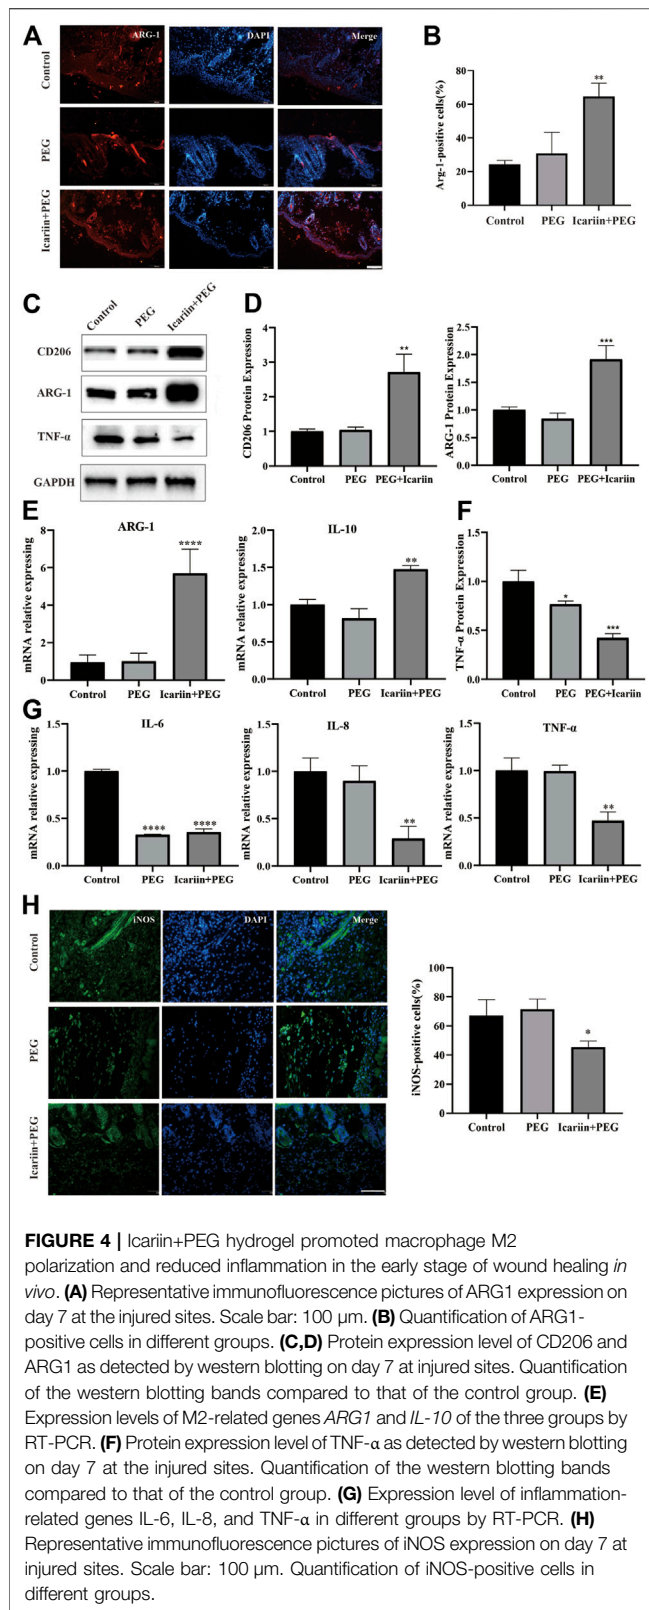 A
ARG-1
DAPI
Merge
Control
PEG
Icariin+PEG
B
Arg-1-positive cells(%)
80
60
40
20
0
**
Control
PEG
Icariin+PEG
C
Control
PEG
Icariin+PEG
CD206
ARG-1
TNF-α
GAPDH
D
CD206 Protein Expression
4
3
2
1
0
**
Control
PEG
PEG+Icariin
ARG-1 Protein Expression
2.5
2.0
1.5
1.0
0.5
0.0
***
Control
PEG
PEG+Icariin
E
ARG-1
mRNA relative expressing
8
6
4
2
0
****
Control
PEG
Icariin+PEG
IL-10
mRNA relative expressing
2.0
1.5
1.0
0.5
0.0
**
Control
PEG
Icariin+PEG
F
TNF-α Protein Expression
1.5
1.0
0.5
0.0
*
***
Control
PEG
PEG+Icariin
G
IL-6
mRNA relative expressing
1.5
1.0
0.5
0.0
****
****
Control
PEG
Icariin+PEG
IL-8
mRNA relative expressing
1.5
1.0
0.5
0.0
**
Control
PEG
Icariin+PEG
TNF-α
mRNA relative expressing
1.5
1.0
0.5
0.0
**
Control
PEG
Icariin+PEG
H
iNOS
DAPI
Merge
Control
PEG
Icariin+PEG
iNOS-positive cells(%)
100
80
60
40
20
0
*
Control
PEG
Icariin+PEG
FIGURE 4 | Icariin+PEG hydrogel promoted macrophage M2
polarization and reduced inflammation in the early stage of wound healing in
vivo. (A) Representative immunofluorescence pictures of ARG1 expression on
day 7 at the injured sites. Scale bar: 100 μm. (B) Quantification of ARG1-
positive cells in different groups. (C,D) Protein expression level of CD206 and
ARG1 as detected by western blotting on day 7 at injured sites. Quantification
of the western blotting bands compared to that of the control group. (E)
Expression levels of M2-related genes ARG1 and IL-10 of the three groups by
RT-PCR. (F) Protein expression level of TNF-α as detected by western blotting
on day 7 at the injured sites. Quantification of the western blotting bands
compared to that of the control group. (G) Expression level of inflammation-
related genes IL-6, IL-8, and TNF-α in different groups by RT-PCR. (H)
Representative immunofluorescence pictures of iNOS expression on day 7 at
injured sites. Scale bar: 100 μm. Quantification of iNOS-positive cells in
different groups.